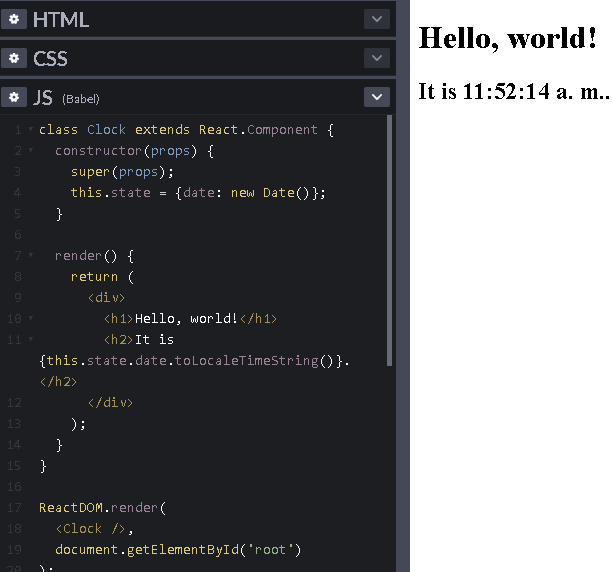 HTML
CSS
JS (Babel)
1 class Clock extends React.Component {
2 constructor(props) {
3 super(props);
4 this.state = {date: new Date()};
5 }
6
7 render() {
8 return (
9 <div>
10 <h1>Hello, world!</h1>
11 <h2>It is
{this.state.date.toLocaleTimeString()}.
</h2>
12 </div>
13 );
14 }
15 }
16
17 ReactDOM.render(
18 <Clock />,
19 document.getElementById('root')
20 );
Hello, world!
It is 11:52:14 a. m..